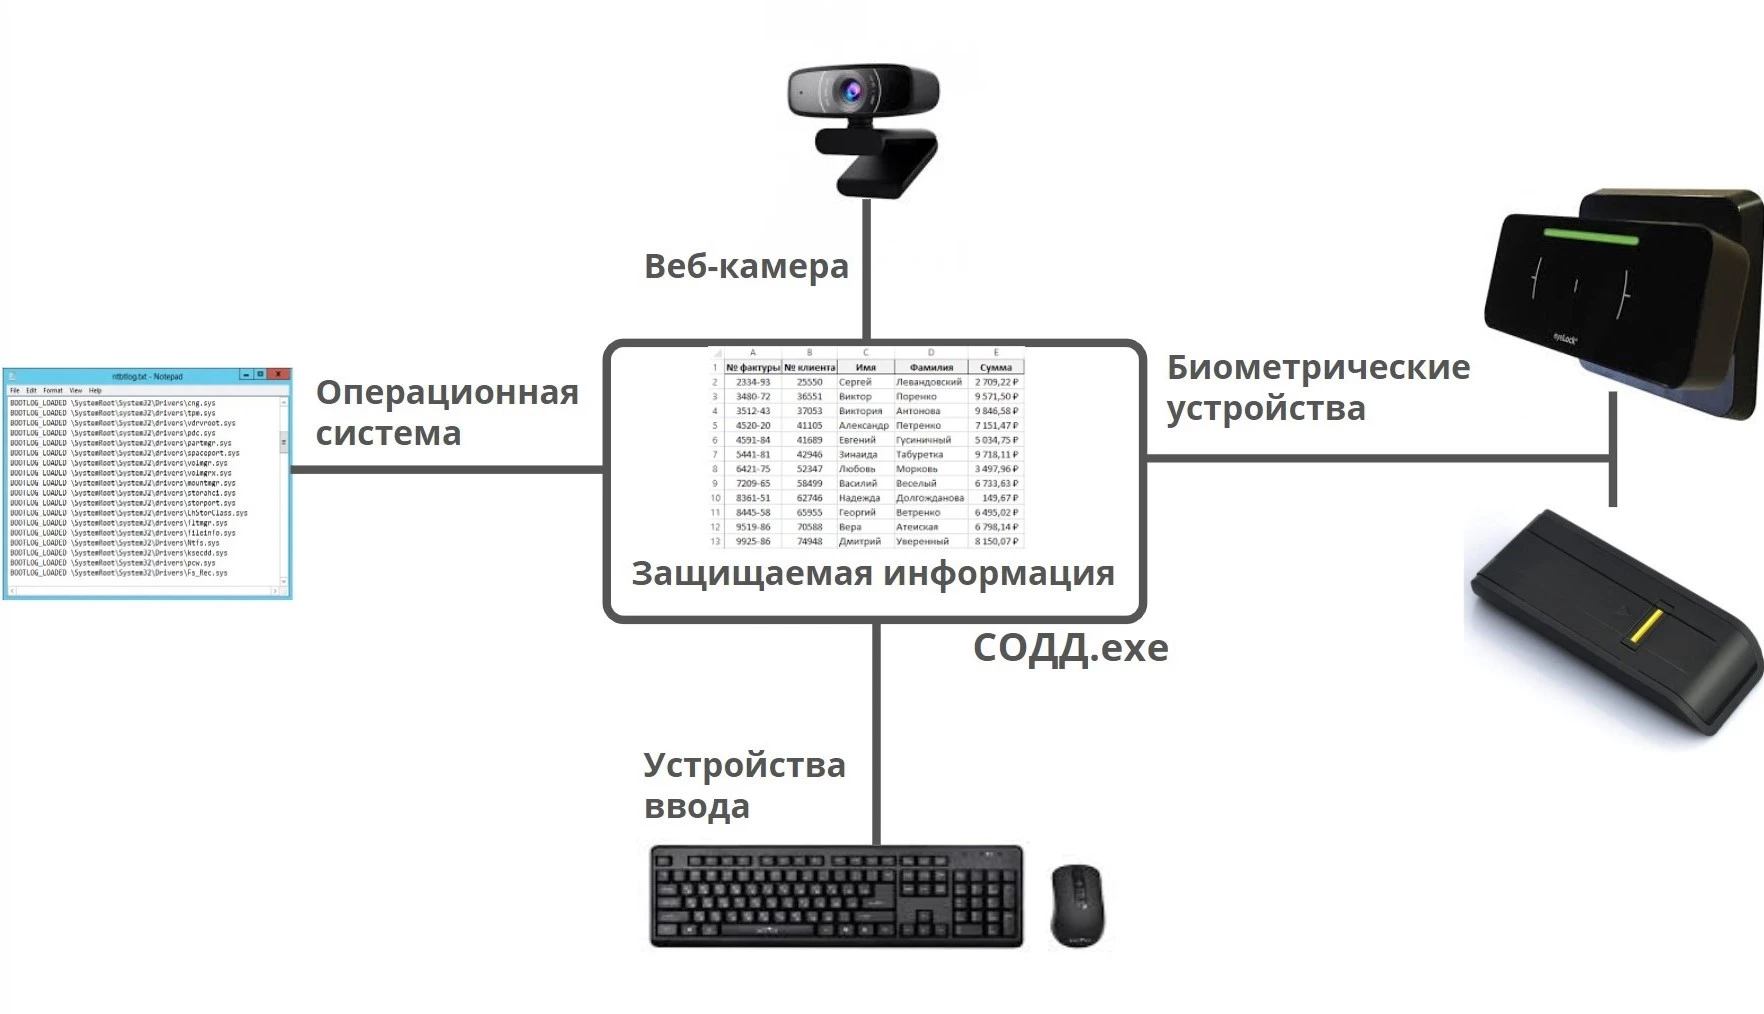 Веб-камера
Биометрические
устройства
eyeLock
ntbtlog.txt - Notepad
File Edit Format View Help
BOOTLOG_LOADED \SystemRoot\System32\Drivers\cng.sys
BOOTLOG_LOADED \SystemRoot\system32\drivers\tpm.sys
BOOTLOG_LOADED \SystemRoot\System32\drivers\vdrvroot.sys
BOOTLOG_LOADED \SystemRoot\system32\drivers\pdc.sys
BOOTLOG_LOADED \SystemRoot\System32\drivers\partmgr.sys
BOOTLOG_LOADED \SystemRoot\System32\drivers\spaceport.sys
BOOTLOG_LOADED \SystemRoot\System32\drivers\volmgr.sys
BOOTLOG_LOADED \SystemRoot\System32\drivers\volmgrx.sys
BOOTLOG_LOADED \SystemRoot\System32\drivers\mountmgr.sys
BOOTLOG_LOADED \SystemRoot\System32\drivers\storahci.sys
BOOTLOG_LOADED \SystemRoot\System32\drivers\storport.sys
BOOTLOG_LOADED \SystemRoot\System32\drivers\EhStorClass.sys
BOOTLOG_LOADED \SystemRoot\system32\drivers\fltmgr.sys
BOOTLOG_LOADED \SystemRoot\System32\drivers\fileinfo.sys
BOOTLOG_LOADED \SystemRoot\System32\Drivers\Ntfs.sys
BOOTLOG_LOADED \SystemRoot\System32\Drivers\ksecdd.sys
BOOTLOG_LOADED \SystemRoot\System32\drivers\pcw.sys
BOOTLOG_LOADED \SystemRoot\System32\Drivers\Fs_Rec.sys
Операционная
система
A B C D E
1 № фактуры № клиента Имя Фамилия Сумма
2 2334-93 25550 Сергей Левандовский 2 709,22 ₽
3 3480-72 36551 Виктор Поренко 9 571,50 ₽
4 3512-43 37053 Виктория Антонова 9 846,58 ₽
5 4520-20 41105 Александр Петренко 7 151,47 ₽
6 4591-84 41689 Евгений Гусиничный 5 034,75 ₽
7 5441-81 42946 Зинаида Табуретка 9 718,11 ₽
8 6421-75 52347 Любовь Морковь 3 497,96 ₽
9 7209-65 58499 Василий Веселый 6 733,63 ₽
10 8361-51 62746 Надежда Долгожданова 149,67 ₽
11 8445-58 65955 Георгий Ветренко 6 495,02 ₽
12 9519-86 70588 Вера Атеиская 6 798,14 ₽
13 9925-86 74948 Дмитрий Уверенный 8 150,07 ₽
Защищаемая информация
СОДД.exe
Устройства
ввода